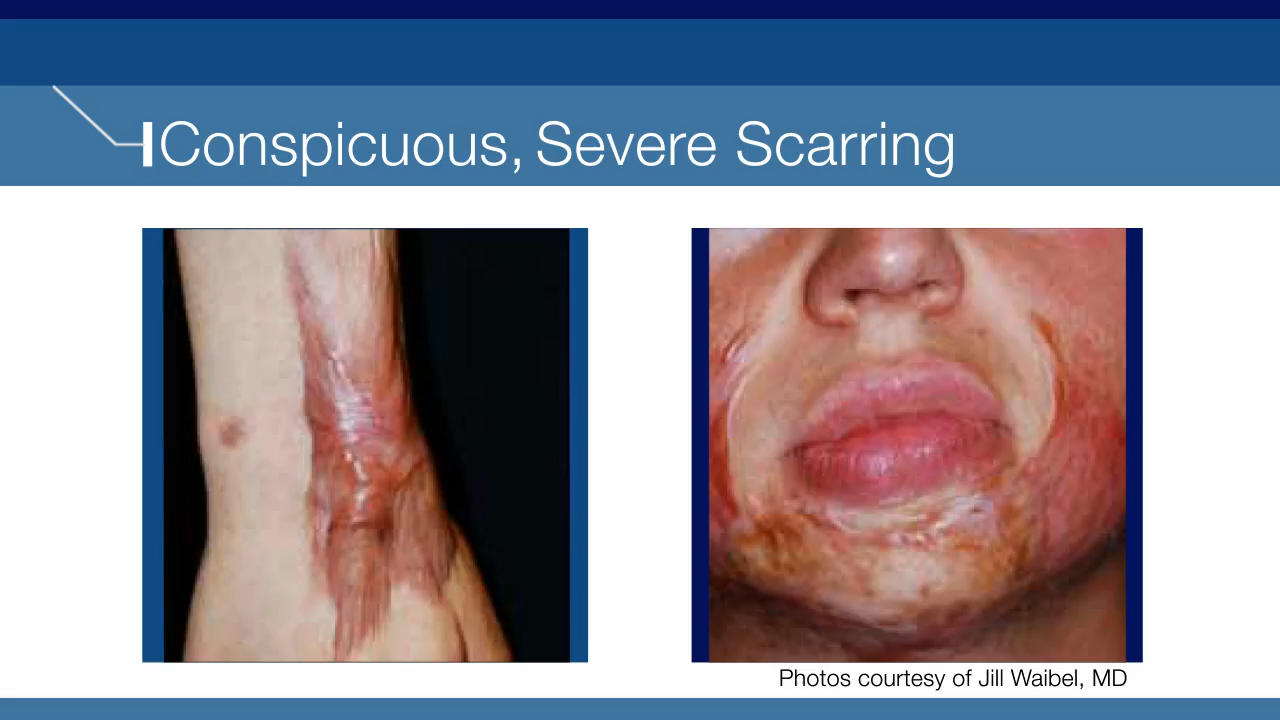 Conspicuous, Severe Scarring
Photos courtesy of Jill Waibel, MD